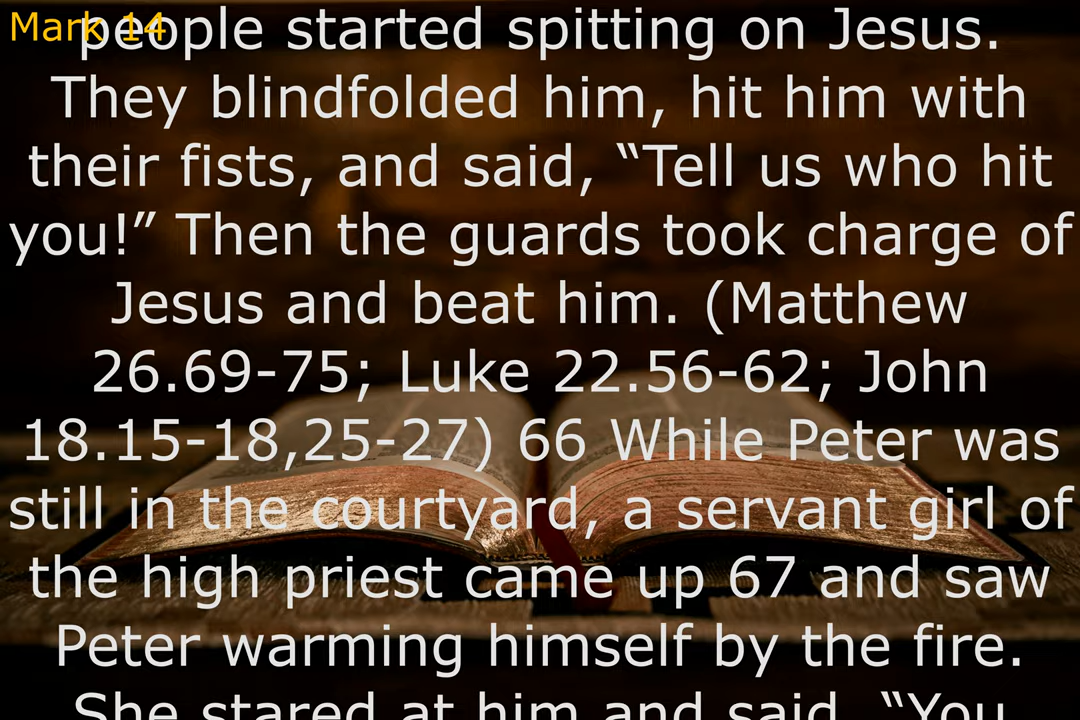 Mark 14
people started spitting on Jesus.
They blindfolded him, hit him with
their fists, and said, “Tell us who hit
you!” Then the guards took charge of
Jesus and beat him. (Matthew
26.69-75; Luke 22.56-62; John
18.15-18,25-27) 66 While Peter was
still in the courtyard, a servant girl of
the high priest came up 67 and saw
Peter warming himself by the fire.
She stared at him and said, “You